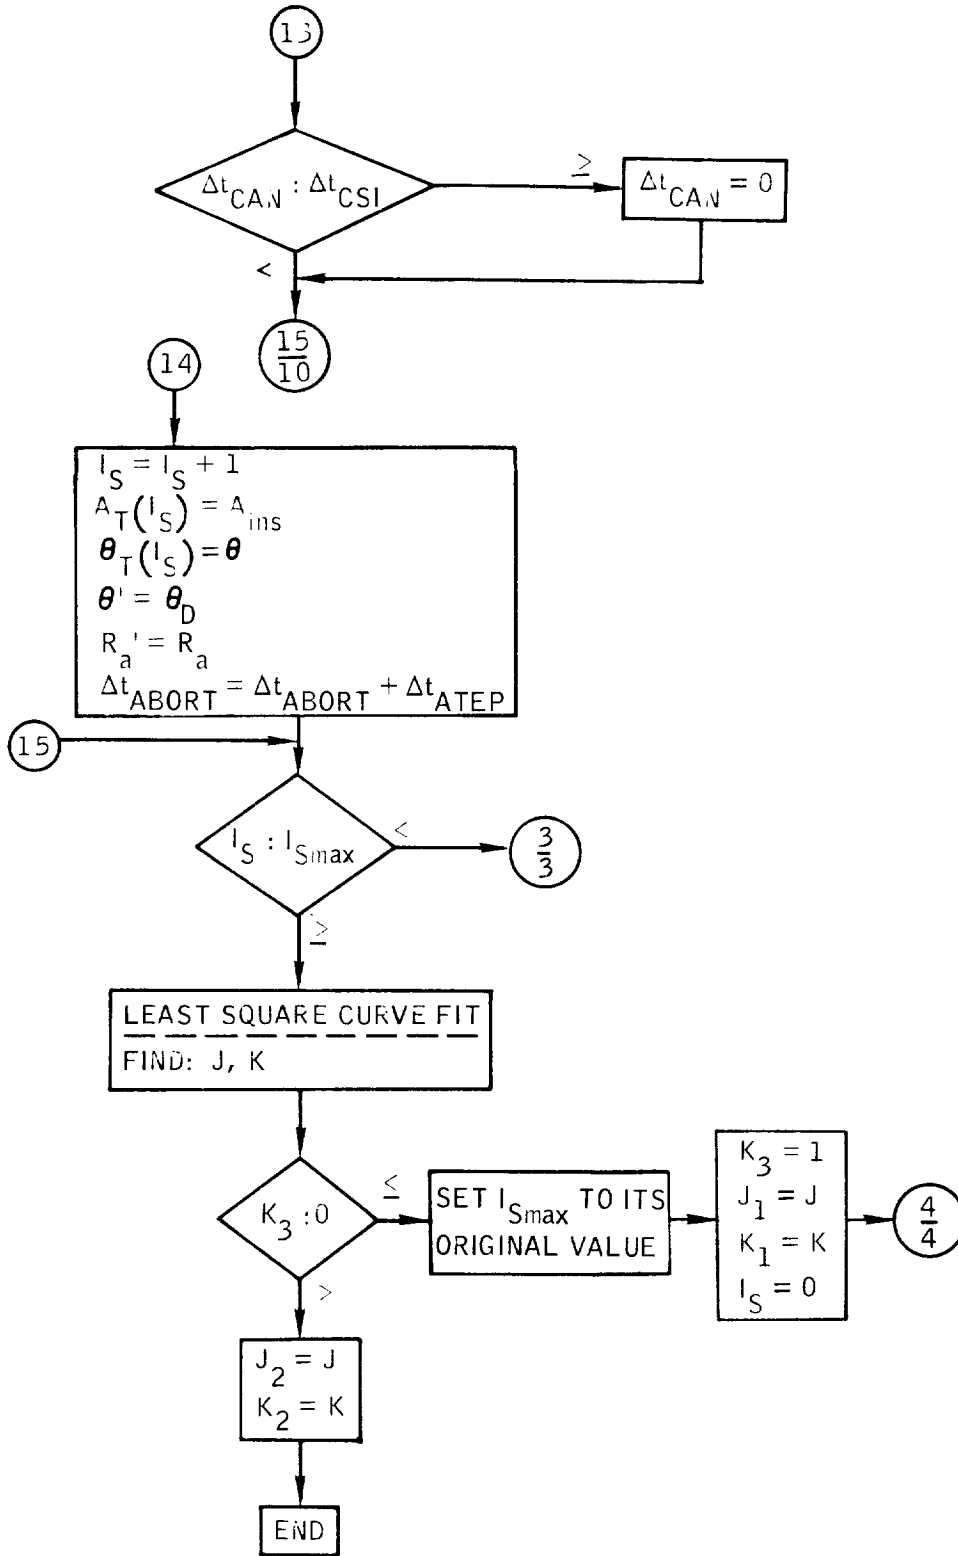 13
Δt_CAN : Δt_CSI
≥
Δt_CAN = 0
<
15/10
14
I_S = I_S + 1
A_T(I_S) = A_ins
θ_T(I_S) = θ
θ' = θ_D
R_a' = R_a
Δt_ABORT = Δt_ABORT + Δt_ATEP
15
I_S : I_Smax
<
3/3
≥
LEAST SQUARE CURVE FIT
FIND: J, K
K_3 : 0
≤
SET I_Smax TO ITS
ORIGINAL VALUE
K_3 = 1
J_1 = J
K_1 = K
I_S = 0
4/4
>
J_2 = J
K_2 = K
END